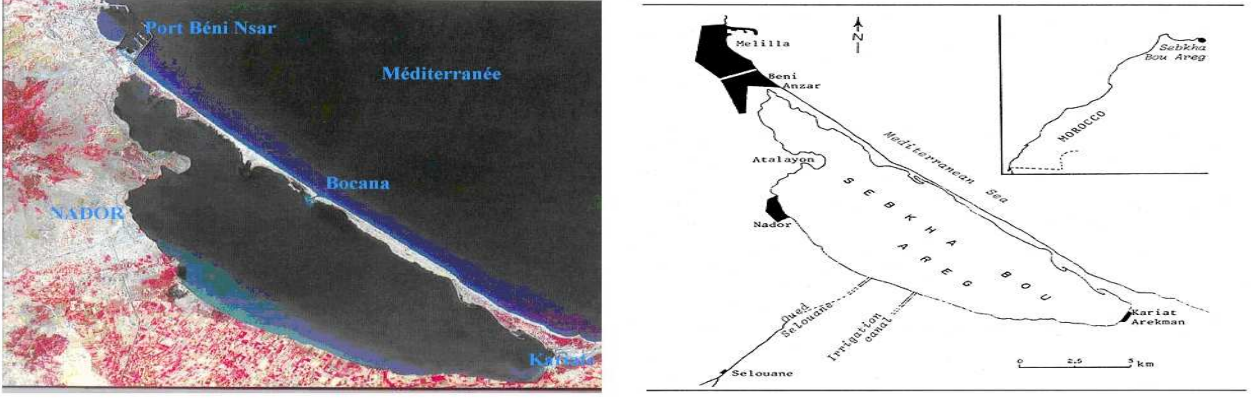 Port Béni Nsar
Méditerranée
Bocana
NADOR
N
Melilla
Beni
Anzar
Mediterranean Sea
Atalayon
Nador
SEBKHA BOU
AREG
Oued
Selouane
Irrigation
canal
Selouane
Kariat
Arekman
0 2.5 5 km
Sebkha
Bou Areg
MOROCCO